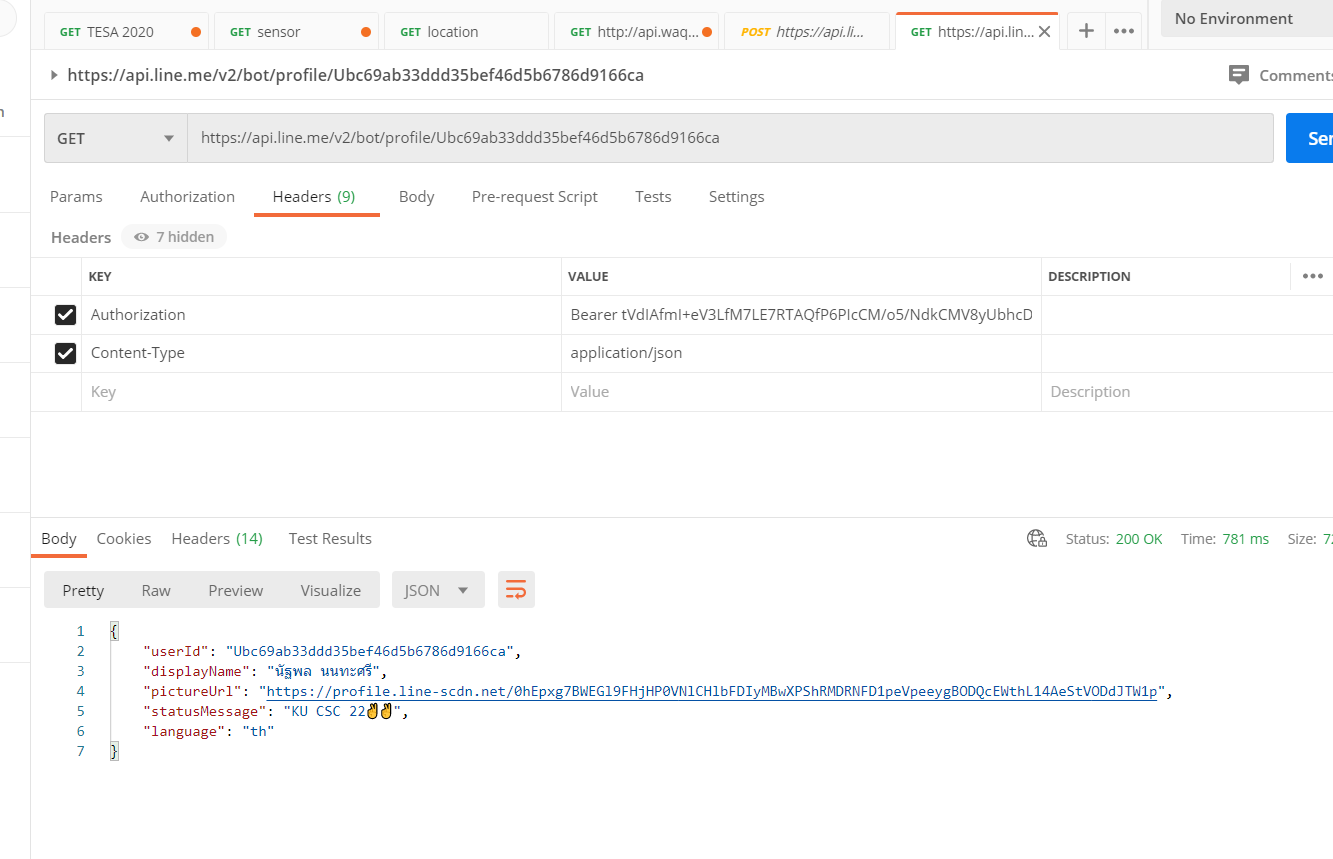 GET TESA 2020
GET sensor
GET location
GET http://api.waq...
POST https://api.li...
GET https://api.lin...
No Environment
https://api.line.me/v2/bot/profile/Ubc69ab33ddd35bef46d5b6786d9166ca
Comments
GET
https://api.line.me/v2/bot/profile/Ubc69ab33ddd35bef46d5b6786d9166ca
Params Authorization Headers (9) Body Pre-request Script Tests Settings
Headers 7 hidden
KEY VALUE DESCRIPTION
Authorization Bearer tVdIAfmI+eV3LfM7LE7RTAQfP6PIcCM/o5/NdkCMV8yUbhcD
Content-Type application/json
Key Value Description
Body Cookies Headers (14) Test Results Status: 200 OK Time: 781 ms Size:
Pretty Raw Preview Visualize JSON
1 {
2 "userId": "Ubc69ab33ddd35bef46d5b6786d9166ca",
3 "displayName": "นัฐพล นนทะศรี",
4 "pictureUrl": "https://profile.line-scdn.net/0hEpxg7BWEGl9FHjHP0VNlCHlbFDIyMBwXPShRMDRNFD1peVpeeygBODQcEWthL14AeStVODdJTW1p",
5 "statusMessage": "KU CSC 22✌✌",
6 "language": "th"
7 }